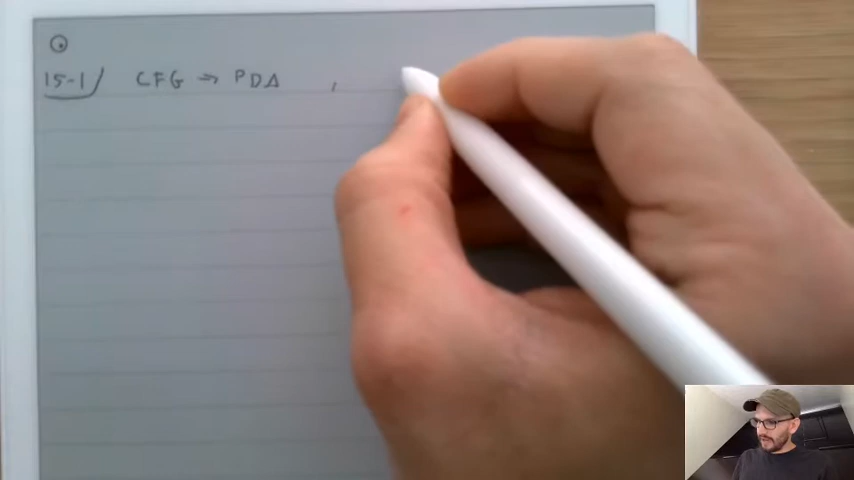 15-1/ CFG ⇒ PDA ,